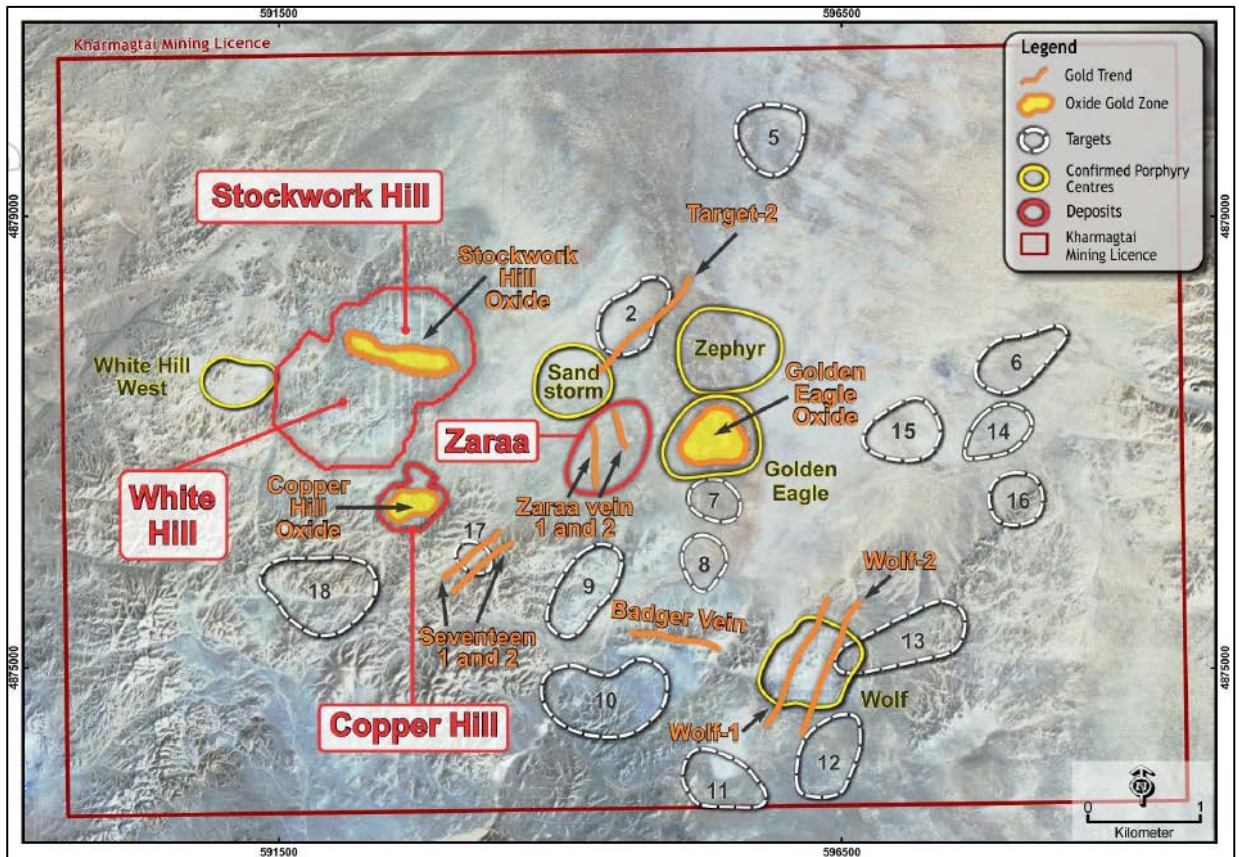 591500
596500
Kharmagtai Mining Licence
Legend
Gold Trend
Oxide Gold Zone
Targets
Confirmed Porphyry
Centres
Deposits
Kharmagtai
Mining Licence
4879000
4879000
5
Stockwork Hill
Target-2
Stockwork
Hill
Oxide
2
Zephyr
White Hill
West
Sand
storm
Golden
Eagle
Oxide
6
15
14
Zaraa
White
Hill
Copper
Hill
Oxide
Zaraa vein
1 and 2
Golden
Eagle
7
16
17
8
Wolf-2
18
9
Badger Vein
13
Seventeen
1 and 2
4875000
4875000
10
Wolf
Copper Hill
Wolf-1
12
11
N
0
1
Kilometer
591500
596500